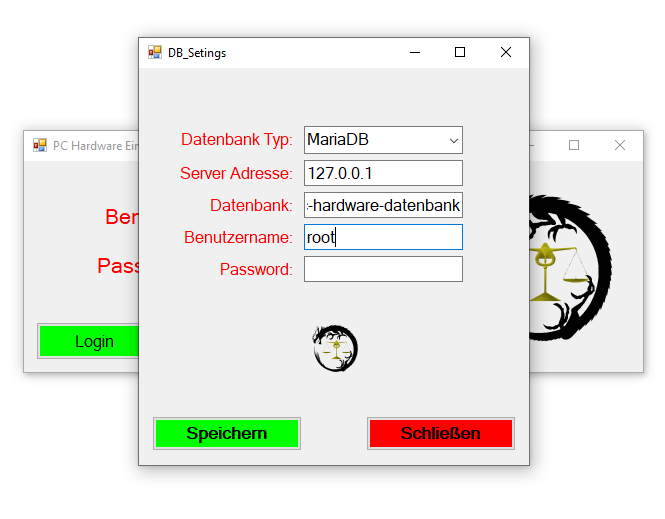 DB_Setings
PC Hardware Ein
Datenbank Typ: MariaDB
Server Adresse: 127.0.0.1
Datenbank: -hardware-datenbank
Benutzername: root
Password:
Ben
Pass
Login
Speichern
Schließen